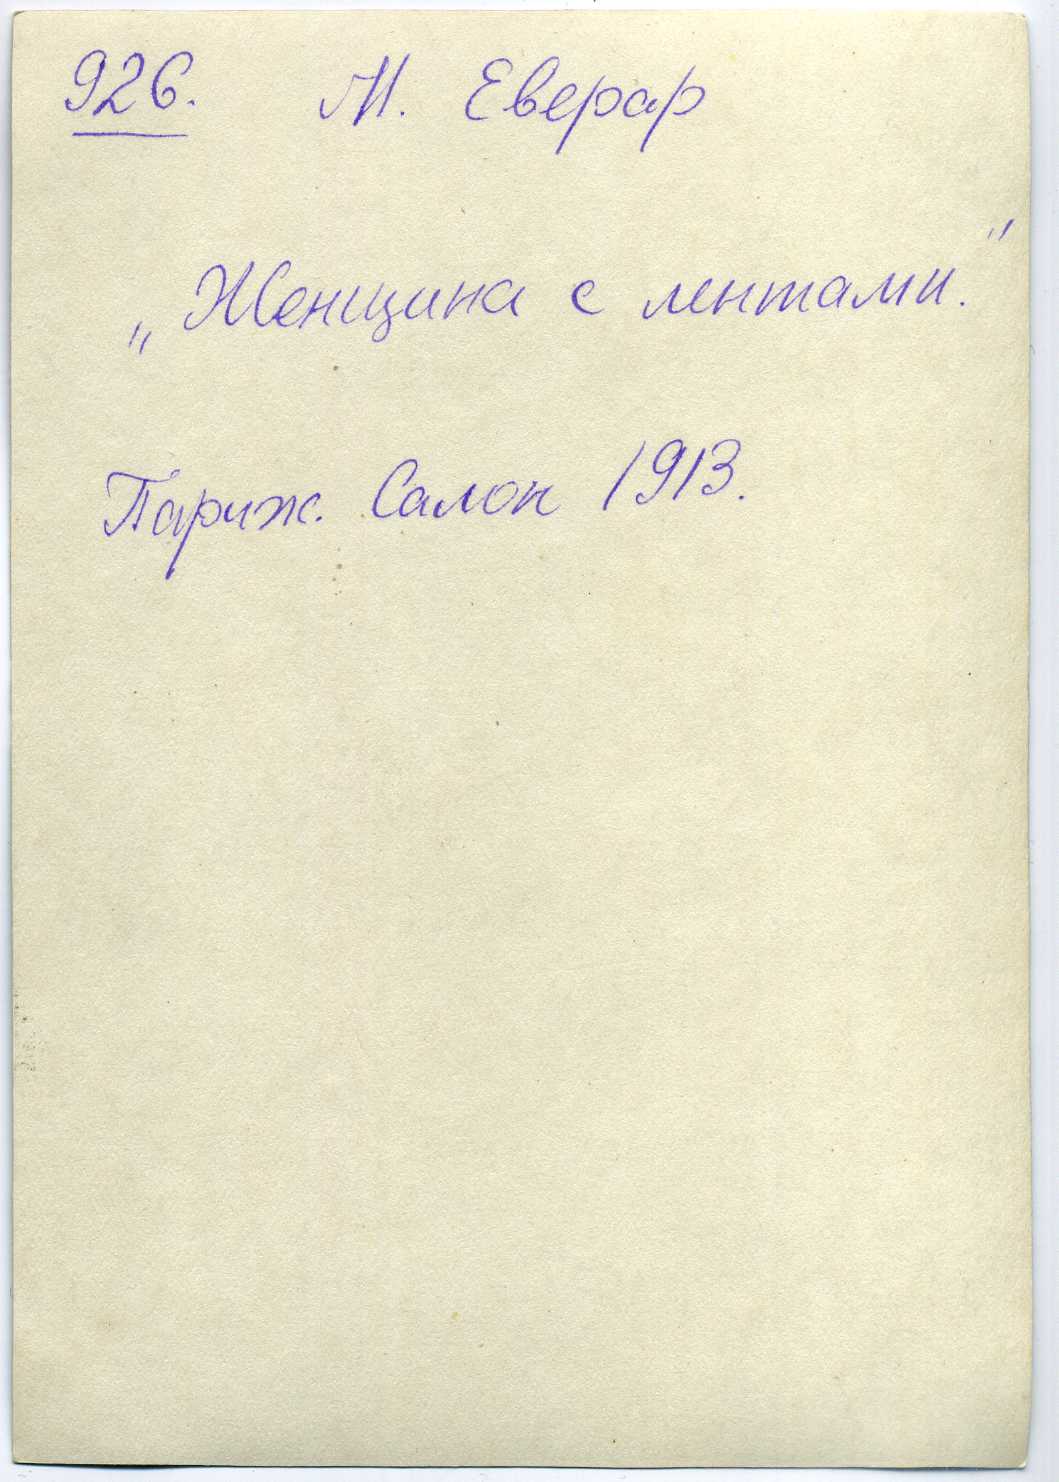 926. М. Еверар
„Женщина с лентами."
Париж. Салон 1913.